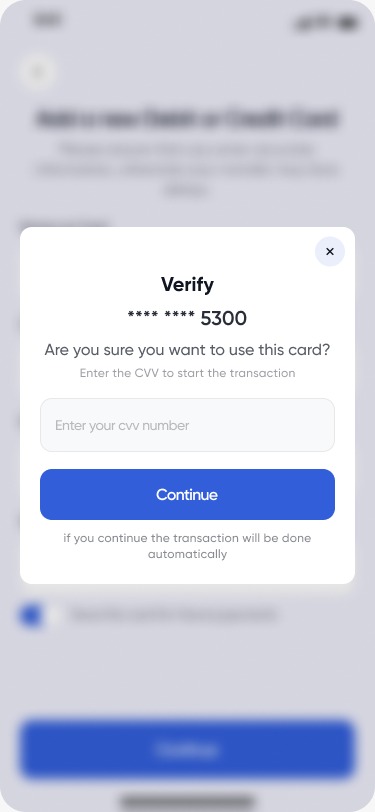 Add a new Debit or Credit Card
×
Verify
**** **** 5300
Are you sure you want to use this card?
Enter the CVV to start the transaction
Enter your cvv number
Continue
if you continue the transaction will be done
automatically
Continue